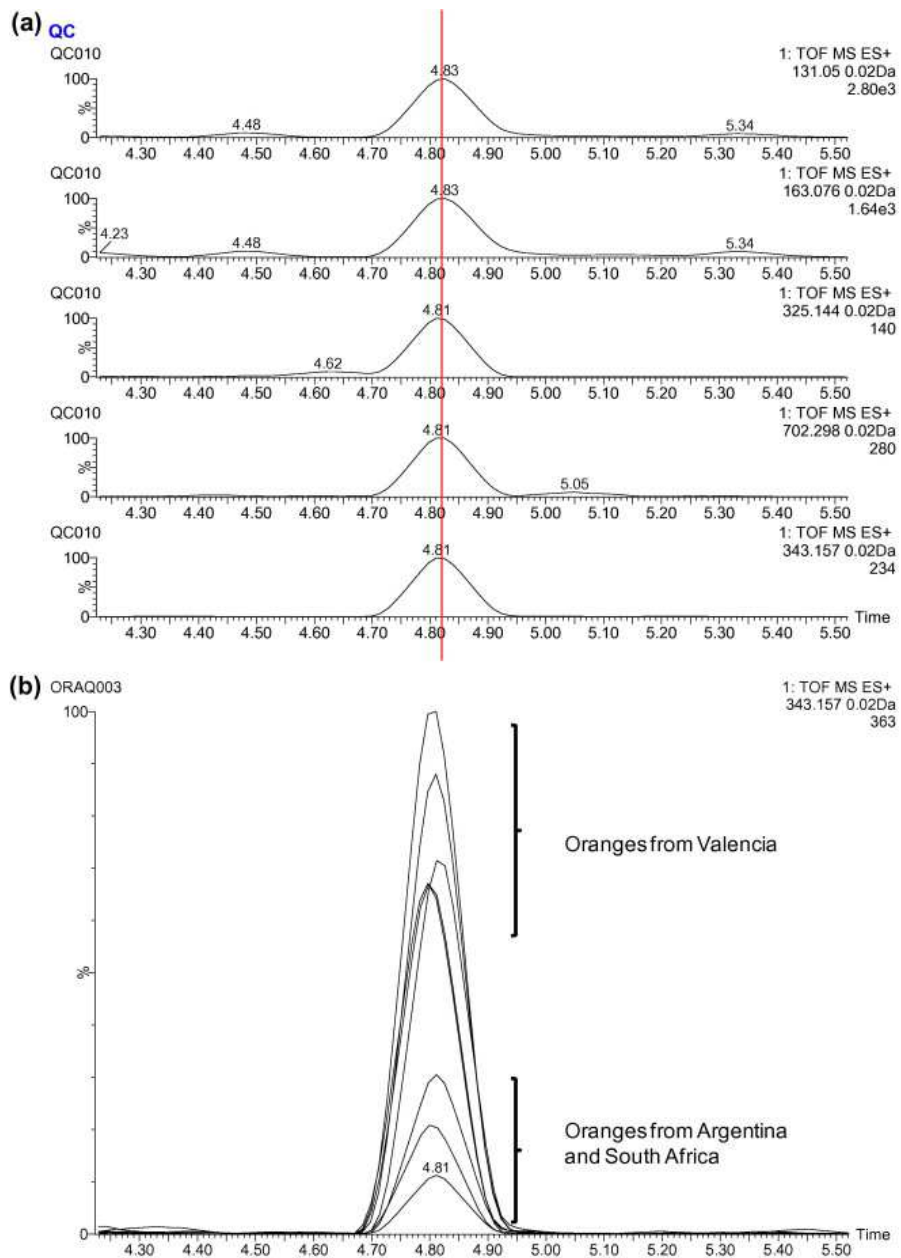 (a) QC
QC010
1: TOF MS ES+
131.05 0.02Da
2.80e3
100
%
0
4.48
4.83
5.34
4.30 4.40 4.50 4.60 4.70 4.80 4.90 5.00 5.10 5.20 5.30 5.40 5.50
QC010
1: TOF MS ES+
163.076 0.02Da
1.64e3
100
%
0
4.23
4.48
4.83
5.34
4.30 4.40 4.50 4.60 4.70 4.80 4.90 5.00 5.10 5.20 5.30 5.40 5.50
QC010
1: TOF MS ES+
325.144 0.02Da
140
100
%
0
4.62
4.81
4.30 4.40 4.50 4.60 4.70 4.80 4.90 5.00 5.10 5.20 5.30 5.40 5.50
QC010
1: TOF MS ES+
702.298 0.02Da
280
100
%
0
4.81
5.05
4.30 4.40 4.50 4.60 4.70 4.80 4.90 5.00 5.10 5.20 5.30 5.40 5.50
QC010
1: TOF MS ES+
343.157 0.02Da
234
100
%
0
4.81
Time
4.30 4.40 4.50 4.60 4.70 4.80 4.90 5.00 5.10 5.20 5.30 5.40 5.50
(b) ORAQ003
1: TOF MS ES+
343.157 0.02Da
363
100
%
0
Oranges from Valencia
Oranges from Argentina
and South Africa
4.81
Time
4.30 4.40 4.50 4.60 4.70 4.80 4.90 5.00 5.10 5.20 5.30 5.40 5.50